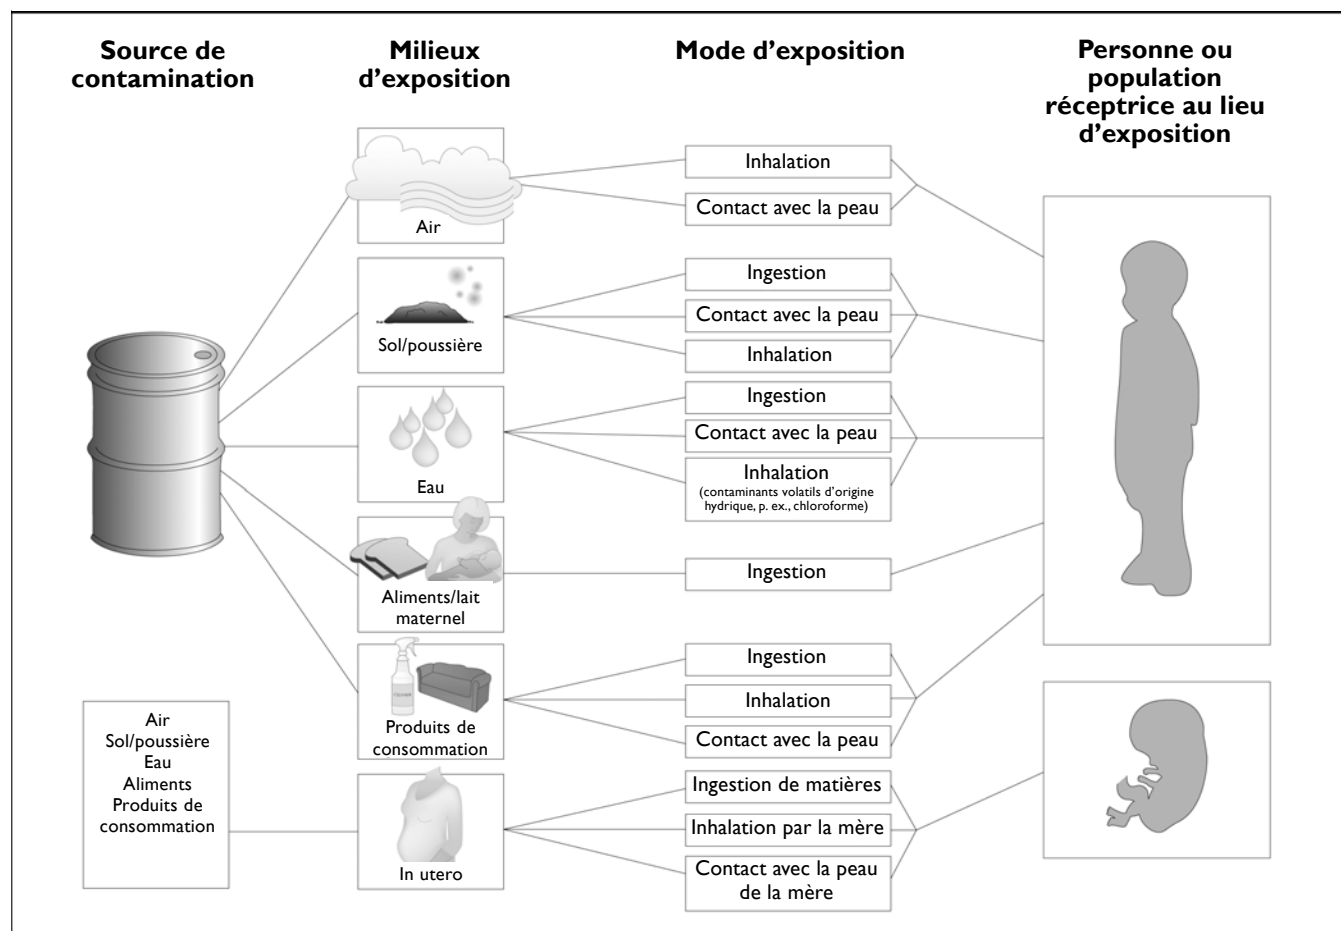 Source de
contamination
Milieux
d’exposition
Mode d’exposition
Personne ou
population
réceptrice au lieu
d’exposition
Air
Inhalation
Contact avec la peau
Sol/poussière
Ingestion
Contact avec la peau
Inhalation
Eau
Ingestion
Contact avec la peau
Inhalation
(contaminants volatils d’origine
hydrique, p. ex., chloroforme)
Aliments/lait
maternel
Ingestion
Produits de
consommation
Ingestion
Inhalation
Contact avec la peau
Air
Sol/poussière
Eau
Aliments
Produits de
consommation
In utero
Ingestion de matières
Inhalation par la mère
Contact avec la peau
de la mère